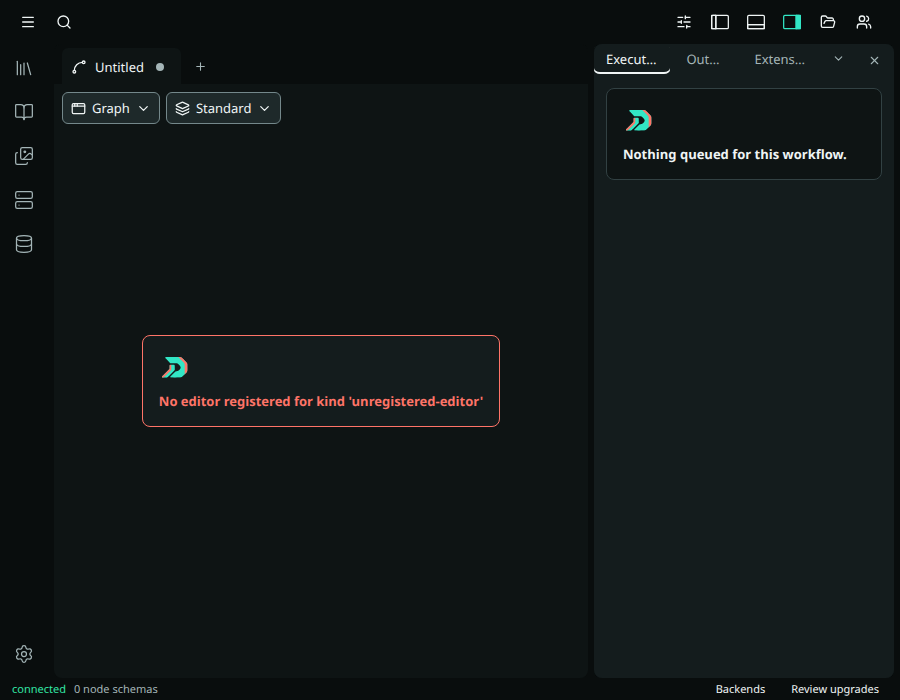 Untitled
Execut... Out... Extens...
Graph
Standard
Nothing queued for this workflow.
No editor registered for kind 'unregistered-editor'
connected 0 node schemas
Backends Review upgrades